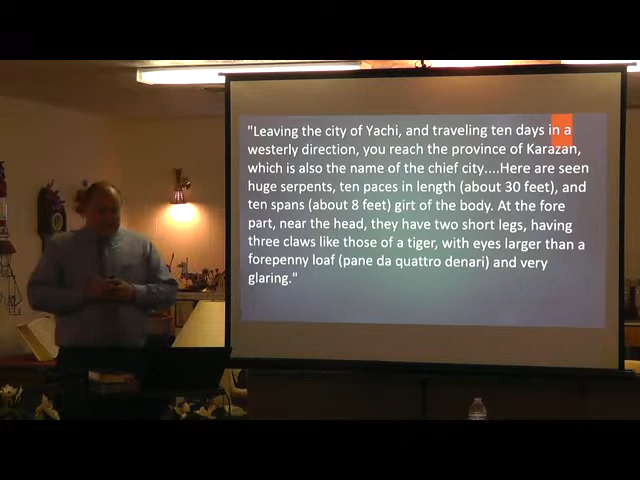 "Leaving the city of Yachi, and traveling ten days in a
westerly direction, you reach the province of Karazan,
which is also the name of the chief city....Here are seen
huge serpents, ten paces in length (about 30 feet), and
ten spans (about 8 feet) girt of the body. At the fore
part, near the head, they have two short legs, having
three claws like those of a tiger, with eyes larger than a
forepenny loaf (pane da quattro denari) and very
glaring."